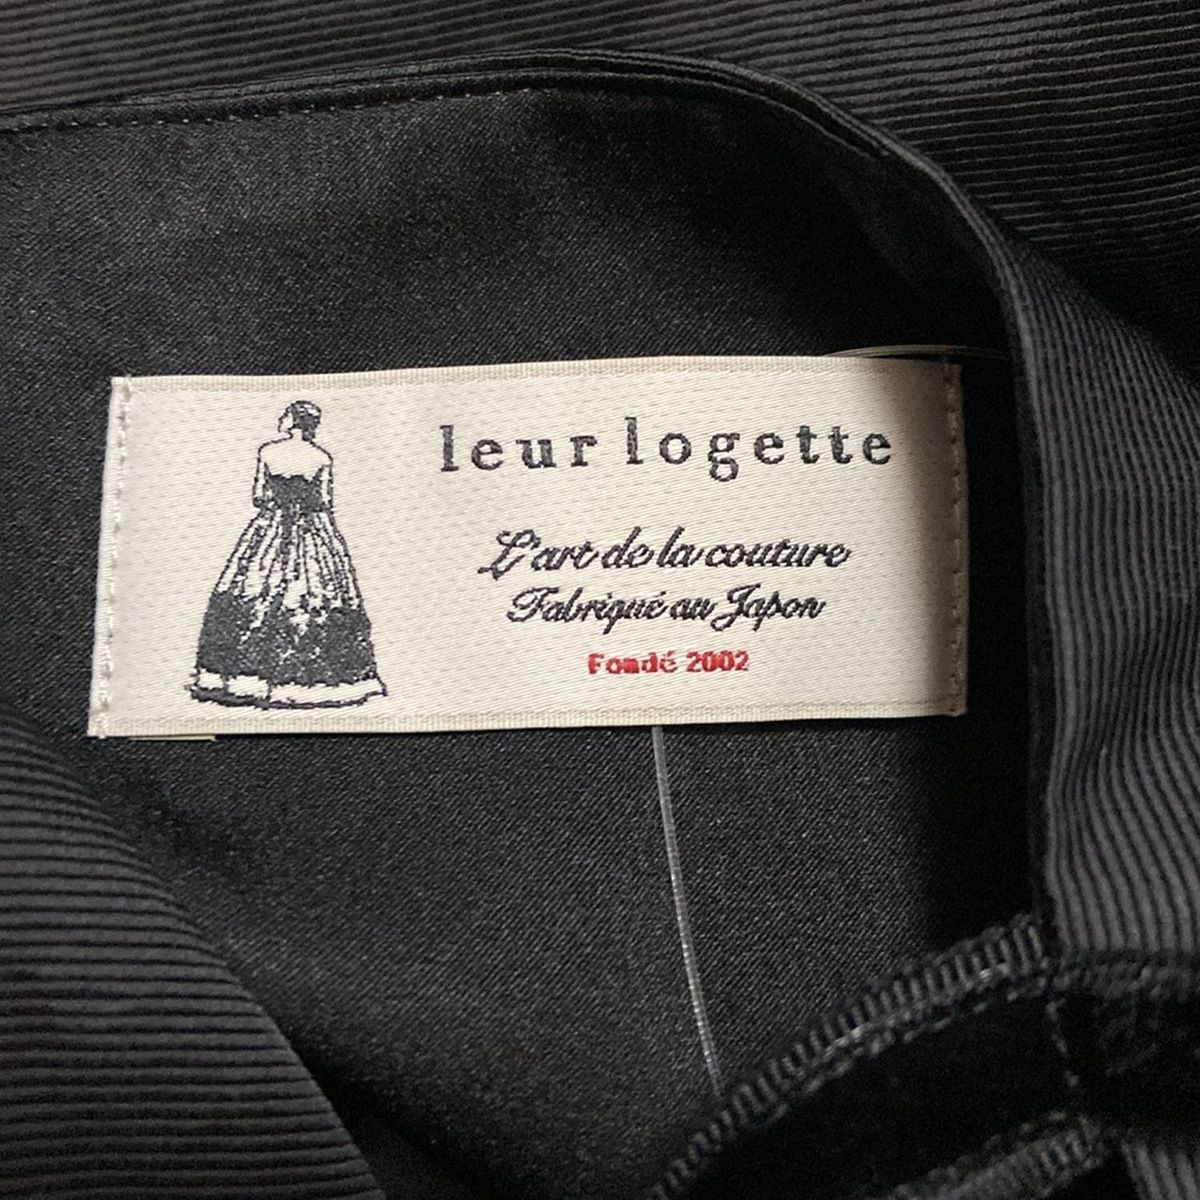 leur logette
L'art de la couture
Fabriqué au Japon
Fondé 2002